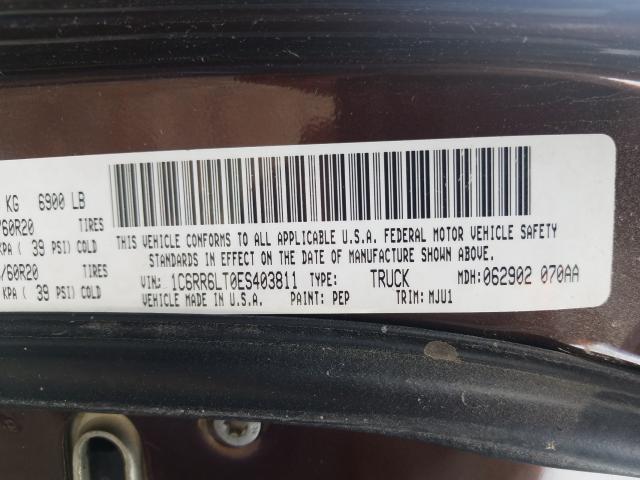 KG 6900 LB
/60R20 TIRES
KPA ( 39 PSI) COLD
/60R20 TIRES
KPA ( 39 PSI) COLD
THIS VEHICLE CONFORMS TO ALL APPLICABLE U.S.A. FEDERAL MOTOR VEHICLE SAFETY
STANDARDS IN EFFECT ON THE DATE OF MANUFACTURE SHOWN ABOVE.
VIN: 1C6RR6LT0ES403811 TYPE: TRUCK MDH: 062902 070AA
VEHICLE MADE IN U.S.A. PAINT: PEP TRIM: MJU1